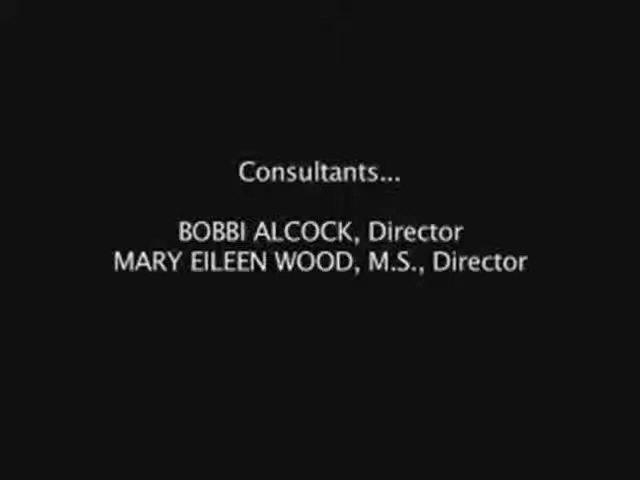 Consultants...
BOBBI ALCOCK, Director
MARY EILEEN WOOD, M.S., Director